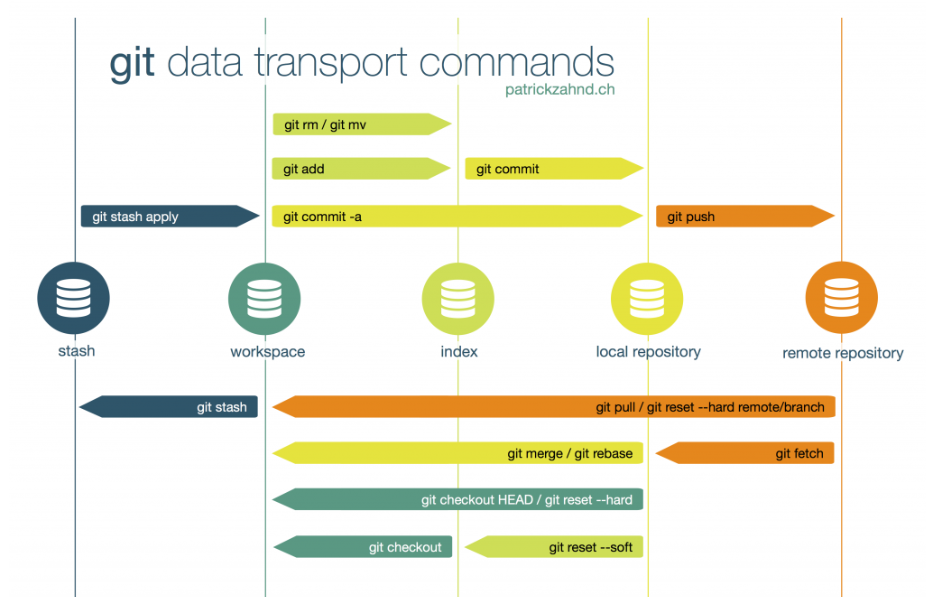 git data transport commands
patrickzahnd.ch
git rm / git mv
git add
git commit
git stash apply
git commit -a
git push
stash
workspace
index
local repository
remote repository
git stash
git pull / git reset --hard remote/branch
git merge / git rebase
git fetch
git checkout HEAD / git reset --hard
git checkout
git reset --soft